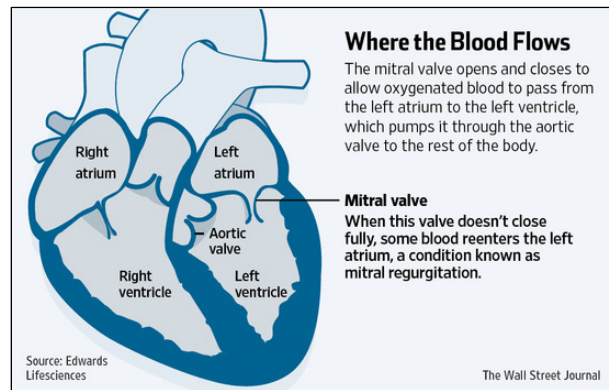 Where the Blood Flows
The mitral valve opens and closes to
allow oxygenated blood to pass from
the left atrium to the left ventricle,
which pumps it through the aortic
valve to the rest of the body.
Right
atrium
Left
atrium
Mitral valve
When this valve doesn't close
fully, some blood reenters the left
atrium, a condition known as
mitral regurgitation.
Aortic
valve
Right
ventricle
Left
ventricle
Source: Edwards
Lifesciences
The Wall Street Journal